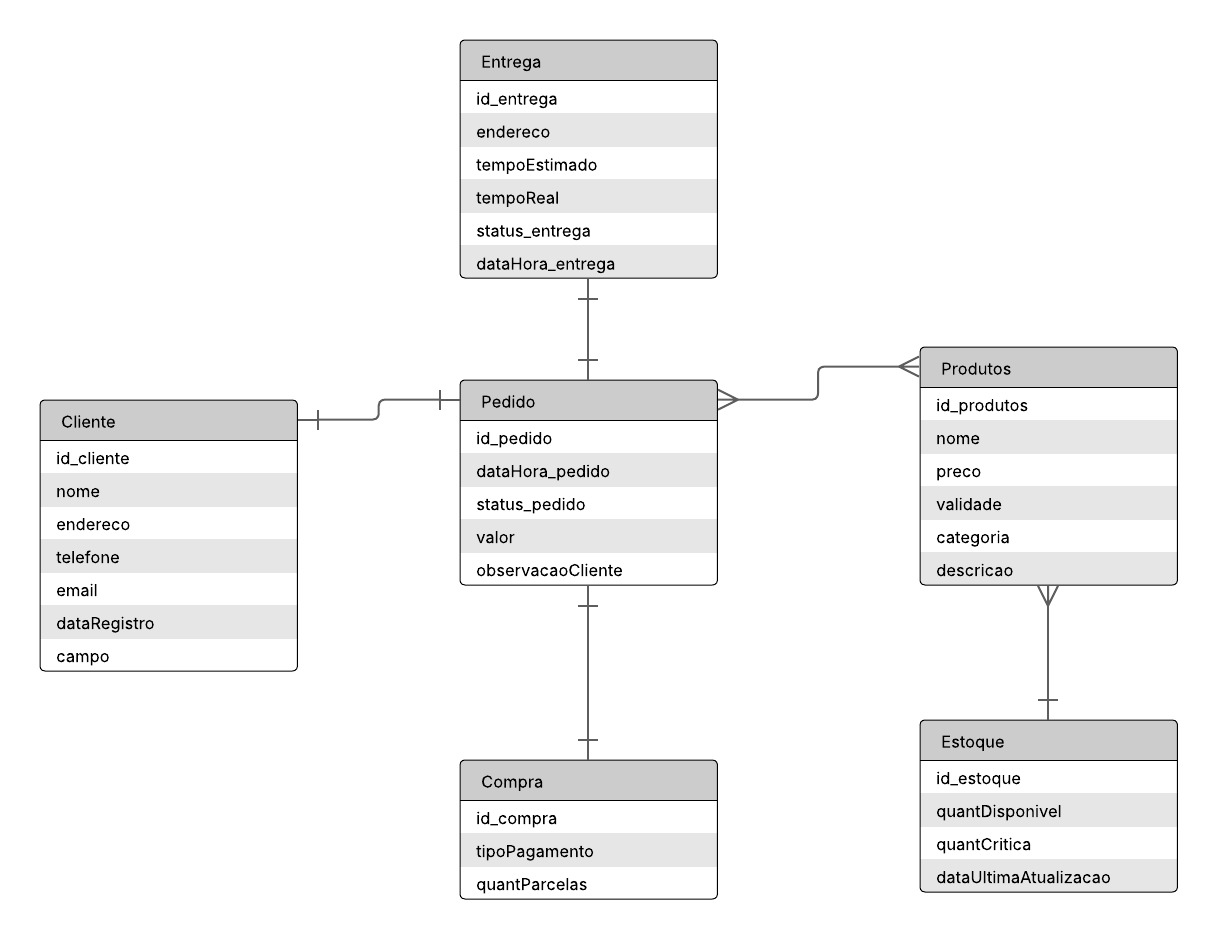 Entrega
id_entrega
endereco
tempoEstimado
tempoReal
status_entrega
dataHora_entrega
Cliente
id_cliente
nome
endereco
telefone
email
dataRegistro
campo
Pedido
id_pedido
dataHora_pedido
status_pedido
valor
observacaoCliente
Produtos
id_produtos
nome
preco
validade
categoria
descricao
Compra
id_compra
tipoPagamento
quantParcelas
Estoque
id_estoque
quantDisponivel
quantCritica
dataUltimaAtualizacao